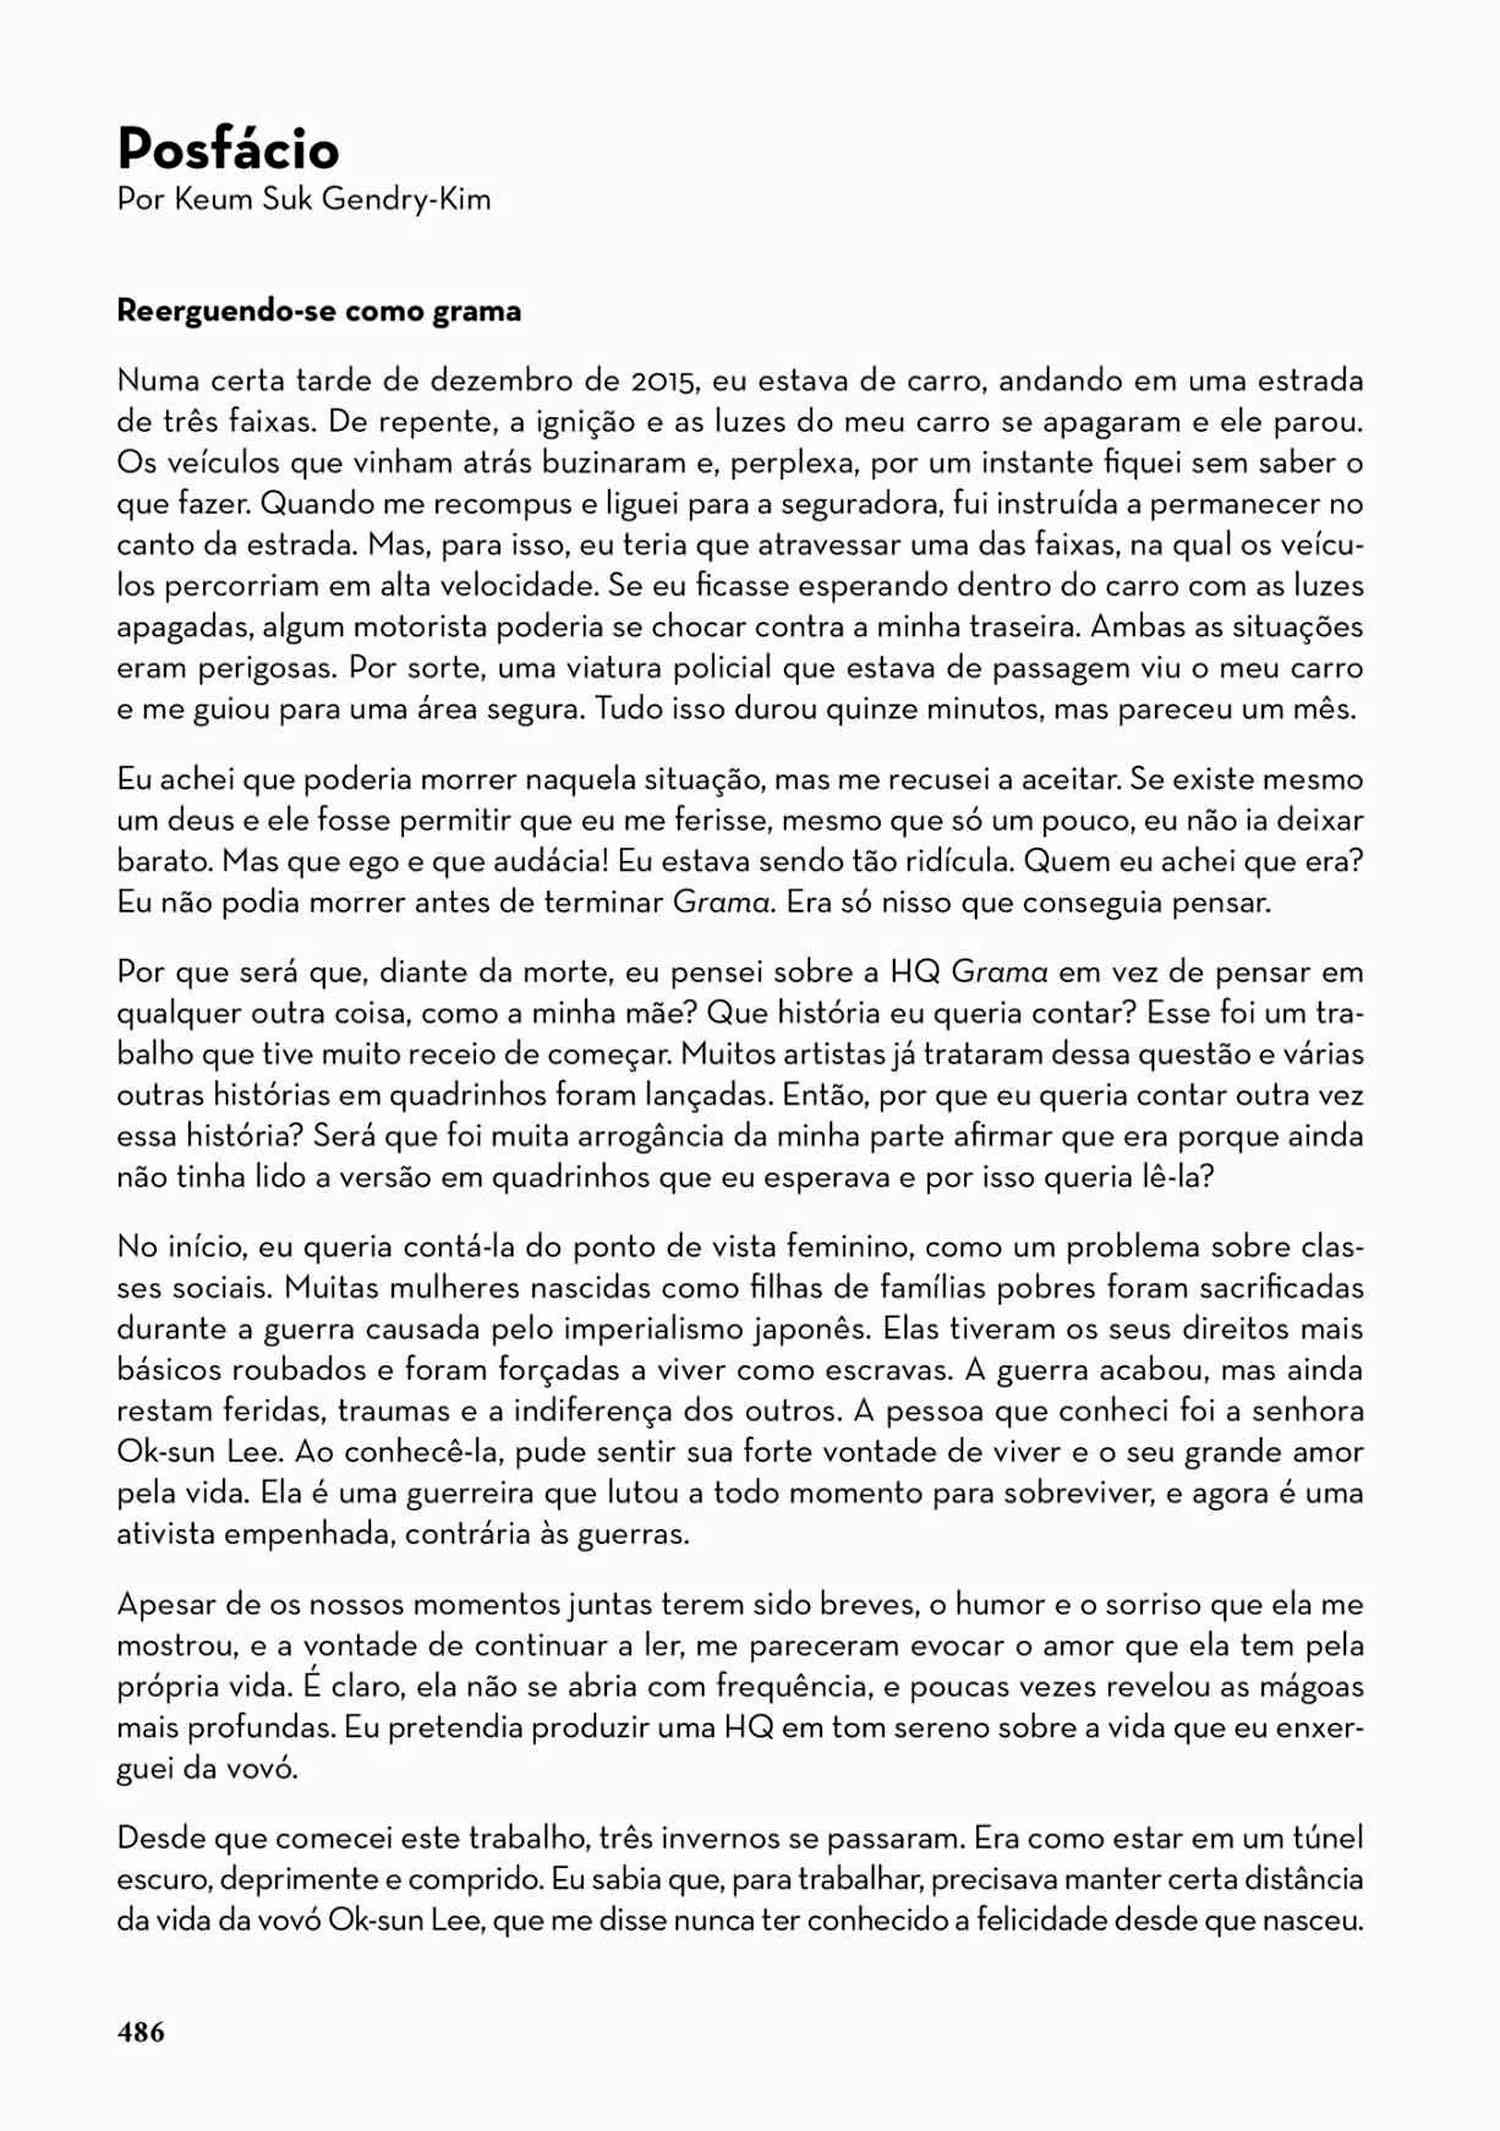 Posfácio
Por Keum Suk Gendry-Kim
Reerguendo-se como grama
Numa certa tarde de dezembro de 2015, eu estava de carro, andando em uma estrada
de três faixas. De repente, a ignição e as luzes do meu carro se apagaram e ele parou.
Os veículos que vinham atrás buzinaram e, perplexa, por um instante fiquei sem saber o
que fazer. Quando me recompus e liguei para a seguradora, fui instruída a permanecer no
canto da estrada. Mas, para isso, eu teria que atravessar uma das faixas, na qual os veícu-
los percorriam em alta velocidade. Se eu ficasse esperando dentro do carro com as luzes
apagadas, algum motorista poderia se chocar contra a minha traseira. Ambas as situações
eram perigosas. Por sorte, uma viatura policial que estava de passagem viu o meu carro
e me guiou para uma área segura. Tudo isso durou quinze minutos, mas pareceu um mês.
Eu achei que poderia morrer naquela situação, mas me recusei a aceitar. Se existe mesmo
um deus e ele fosse permitir que eu me ferisse, mesmo que só um pouco, eu não ia deixar
barato. Mas que ego e que audácia! Eu estava sendo tão ridícula. Quem eu achei que era?
Eu não podia morrer antes de terminar Grama. Era só nisso que conseguia pensar.
Por que será que, diante da morte, eu pensei sobre a HQ Grama em vez de pensar em
qualquer outra coisa, como a minha mãe? Que história eu queria contar? Esse foi um tra-
balho que tive muito receio de começar. Muitos artistas já trataram dessa questão e várias
outras histórias em quadrinhos foram lançadas. Então, por que eu queria contar outra vez
essa história? Será que foi muita arrogância da minha parte afirmar que era porque ainda
não tinha lido a versão em quadrinhos que eu esperava e por isso queria lê-la?
No início, eu queria contá-la do ponto de vista feminino, como um problema sobre clas-
ses sociais. Muitas mulheres nascidas como filhas de famílias pobres foram sacrificadas
durante a guerra causada pelo imperialismo japonês. Elas tiveram os seus direitos mais
básicos roubados e foram forçadas a viver como escravas. A guerra acabou, mas ainda
restam feridas, traumas e a indiferença dos outros. A pessoa que conheci foi a senhora
Ok-sun Lee. Ao conhecê-la, pude sentir sua forte vontade de viver e o seu grande amor
pela vida. Ela é uma guerreira que lutou a todo momento para sobreviver, e agora é uma
ativista empenhada, contrária às guerras.
Apesar de os nossos momentos juntas terem sido breves, o humor e o sorriso que ela me
mostrou, e a vontade de continuar a ler, me pareceram evocar o amor que ela tem pela
própria vida. É claro, ela não se abria com frequência, e poucas vezes revelou as mágoas
mais profundas. Eu pretendia produzir uma HQ em tom sereno sobre a vida que eu enxer-
guei da vovó.
Desde que comecei este trabalho, três invernos se passaram. Era como estar em um túnel
escuro, deprimente e comprido. Eu sabia que, para trabalhar, precisava manter certa distância
da vida da vovó Ok-sun Lee, que me disse nunca ter conhecido a felicidade desde que nasceu.
486